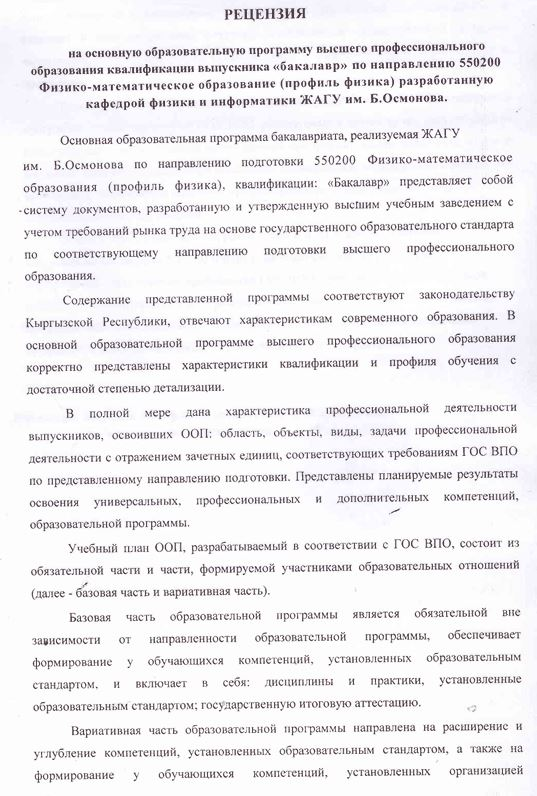 РЕЦЕНЗИЯ
на основную образовательную программу высшего профессионального
образования квалификации выпускника «бакалавр» по направлению 550200
Физико-математическое образование (профиль физика) разработанную
кафедрой физики и информатики ЖАГУ им. Б.Осмонова.
Основная образовательная программа бакалавриата, реализуемая ЖАГУ
им. Б.Осмонова по направлению подготовки 550200 Физико-математическое
образования (профиль физика), квалификации: «Бакалавр» представляет собой
систему документов, разработанную и утвержденную высшим учебным заведением с
учетом требований рынка труда на основе государственного образовательного стандарта
по соответствующему направлению подготовки высшего профессионального
образования.
Содержание представленной программы соответствуют законодательству
Кыргызской Республики, отвечают характеристикам современного образования. В
основной образовательной программе высшего профессионального образования
корректно представлены характеристики квалификации и профиля обучения с
достаточной степенью детализации.
В полной мере дана характеристика профессиональной деятельности
выпускников, освоивших ООП: область, объекты, виды, задачи профессиональной
деятельности с отражением зачетных единиц, соответствующих требованиям ГОС ВПО
по представленному направлению подготовки. Представлены планируемые результаты
освоения универсальных, профессиональных и дополнительных компетенций,
образовательной программы.
Учебный план ООП, разрабатываемый в соответствии с ГОС ВПО, состоит из
обязательной части и части, формируемой участниками образовательных отношений
(далее - базовая часть и вариативная часть).
Базовая часть образовательной программы является обязательной вне
зависимости от направленности образовательной программы, обеспечивает
формирование у обучающихся компетенций, установленных образовательным
стандартом, и включает в себя: дисциплины и практики, установленные
образовательным стандартом; государственную итоговую аттестацию.
Вариативная часть образовательной программы направлена на расширение и
углубление компетенций, установленных образовательным стандартом, а также на
формирование у обучающихся компетенций, установленных организацией